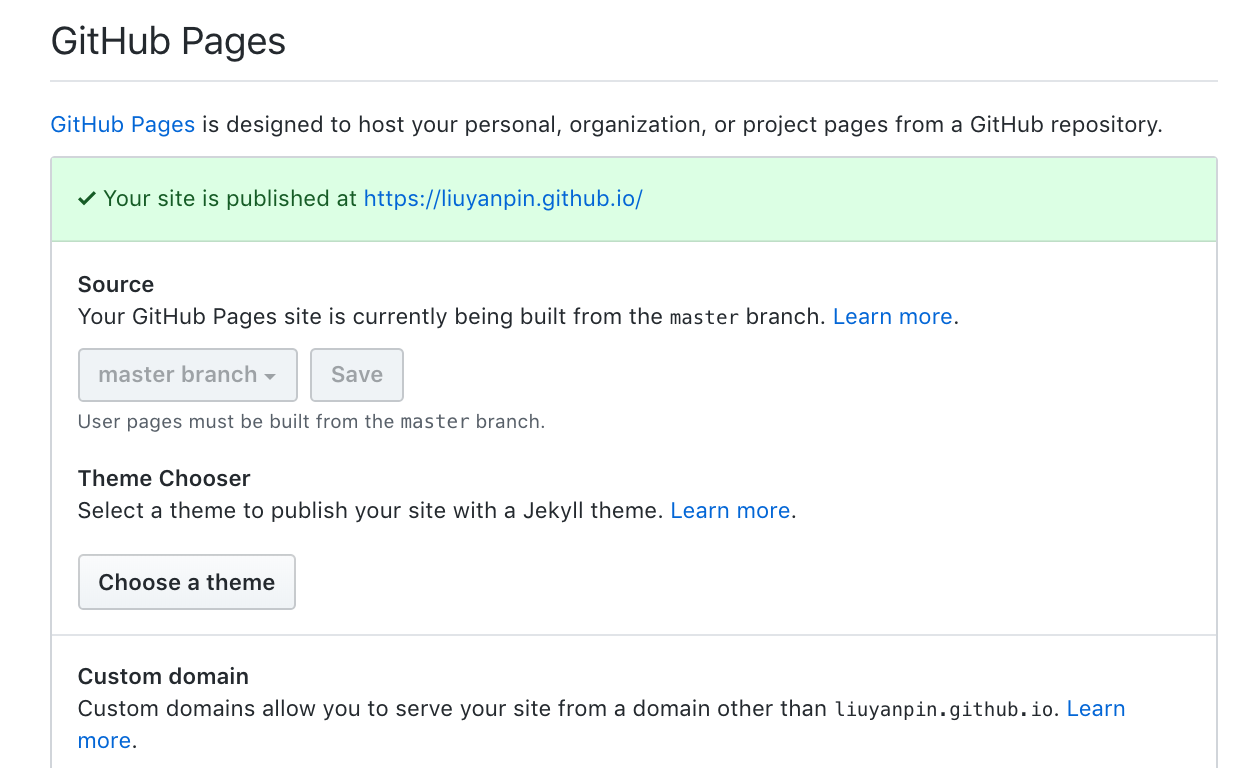 GitHub Pages
GitHub Pages is designed to host your personal, organization, or project pages from a GitHub repository.
✓ Your site is published at https://liuyanpin.github.io/
Source
Your GitHub Pages site is currently being built from the master branch. Learn more.
master branch Save
User pages must be built from the master branch.
Theme Chooser
Select a theme to publish your site with a Jekyll theme. Learn more.
Choose a theme
Custom domain
Custom domains allow you to serve your site from a domain other than liuyanpin.github.io. Learn
more.